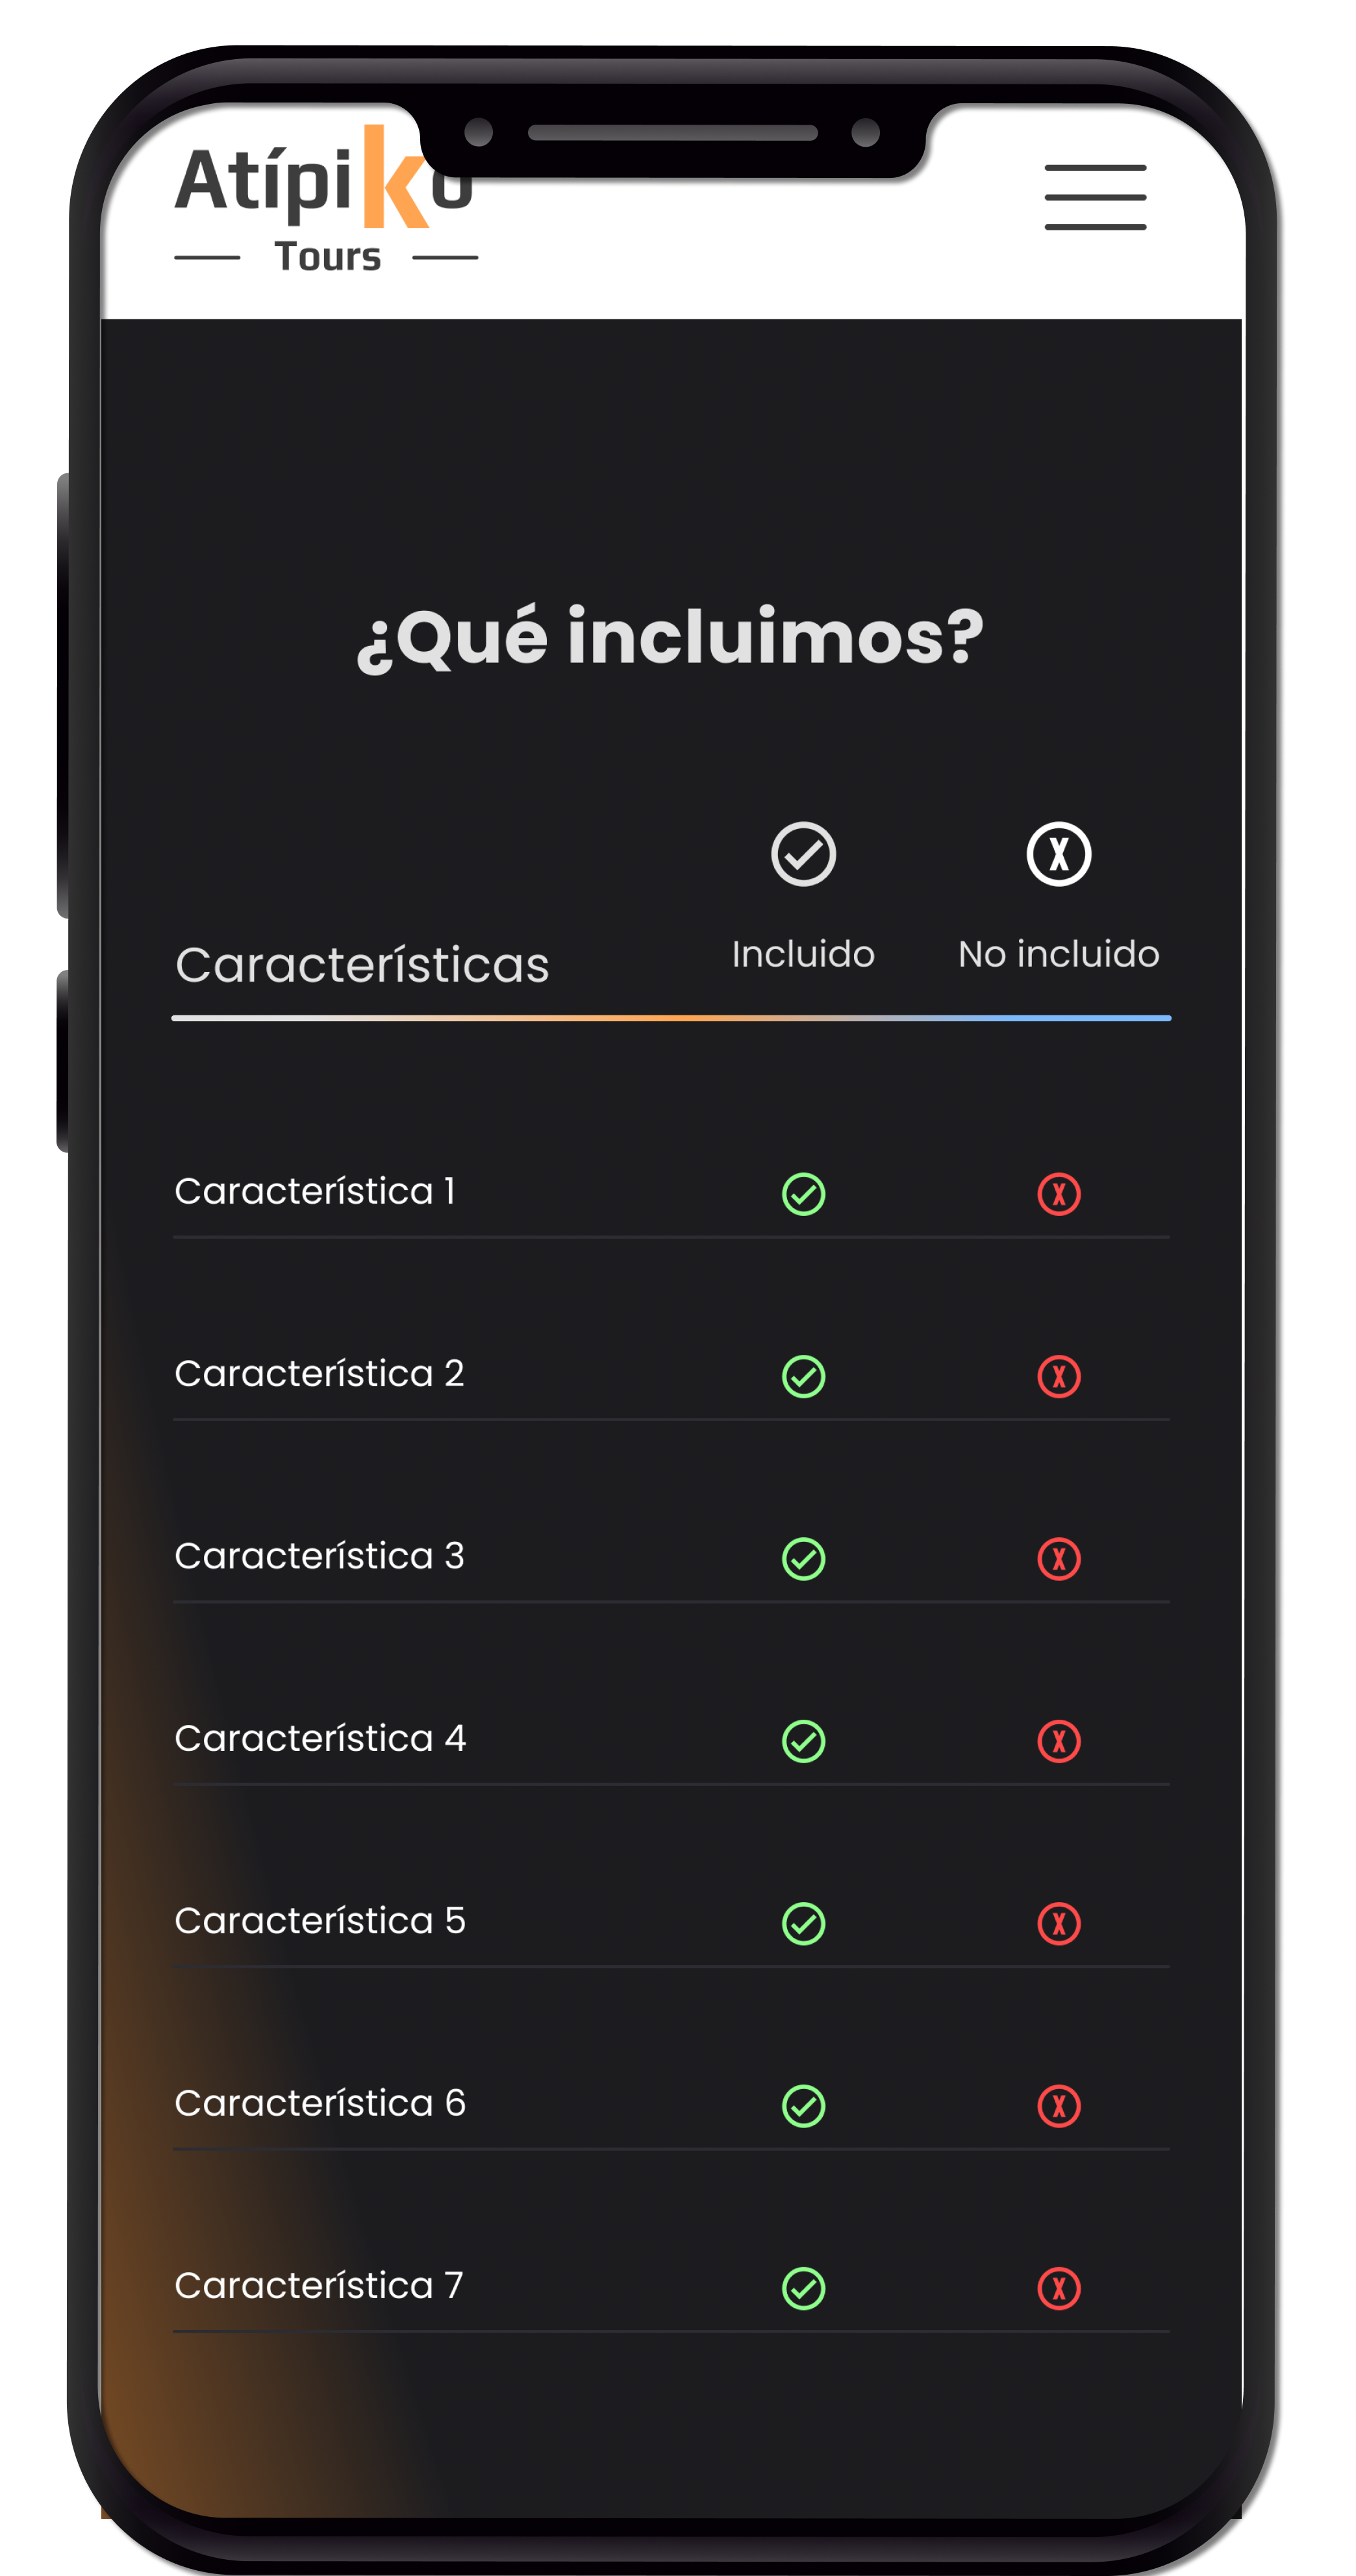 Atípiko
Tours
¿Qué incluimos?
Características Incluido No incluido
Característica 1
Característica 2
Característica 3
Característica 4
Característica 5
Característica 6
Característica 7